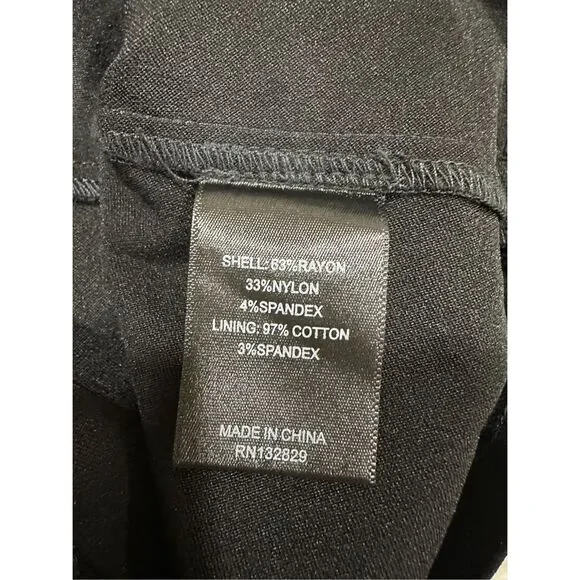 SHELL: 63%RAYON
33%NYLON
4%SPANDEX
LINING: 97% COTTON
3%SPANDEX
MADE IN CHINA
RN132829